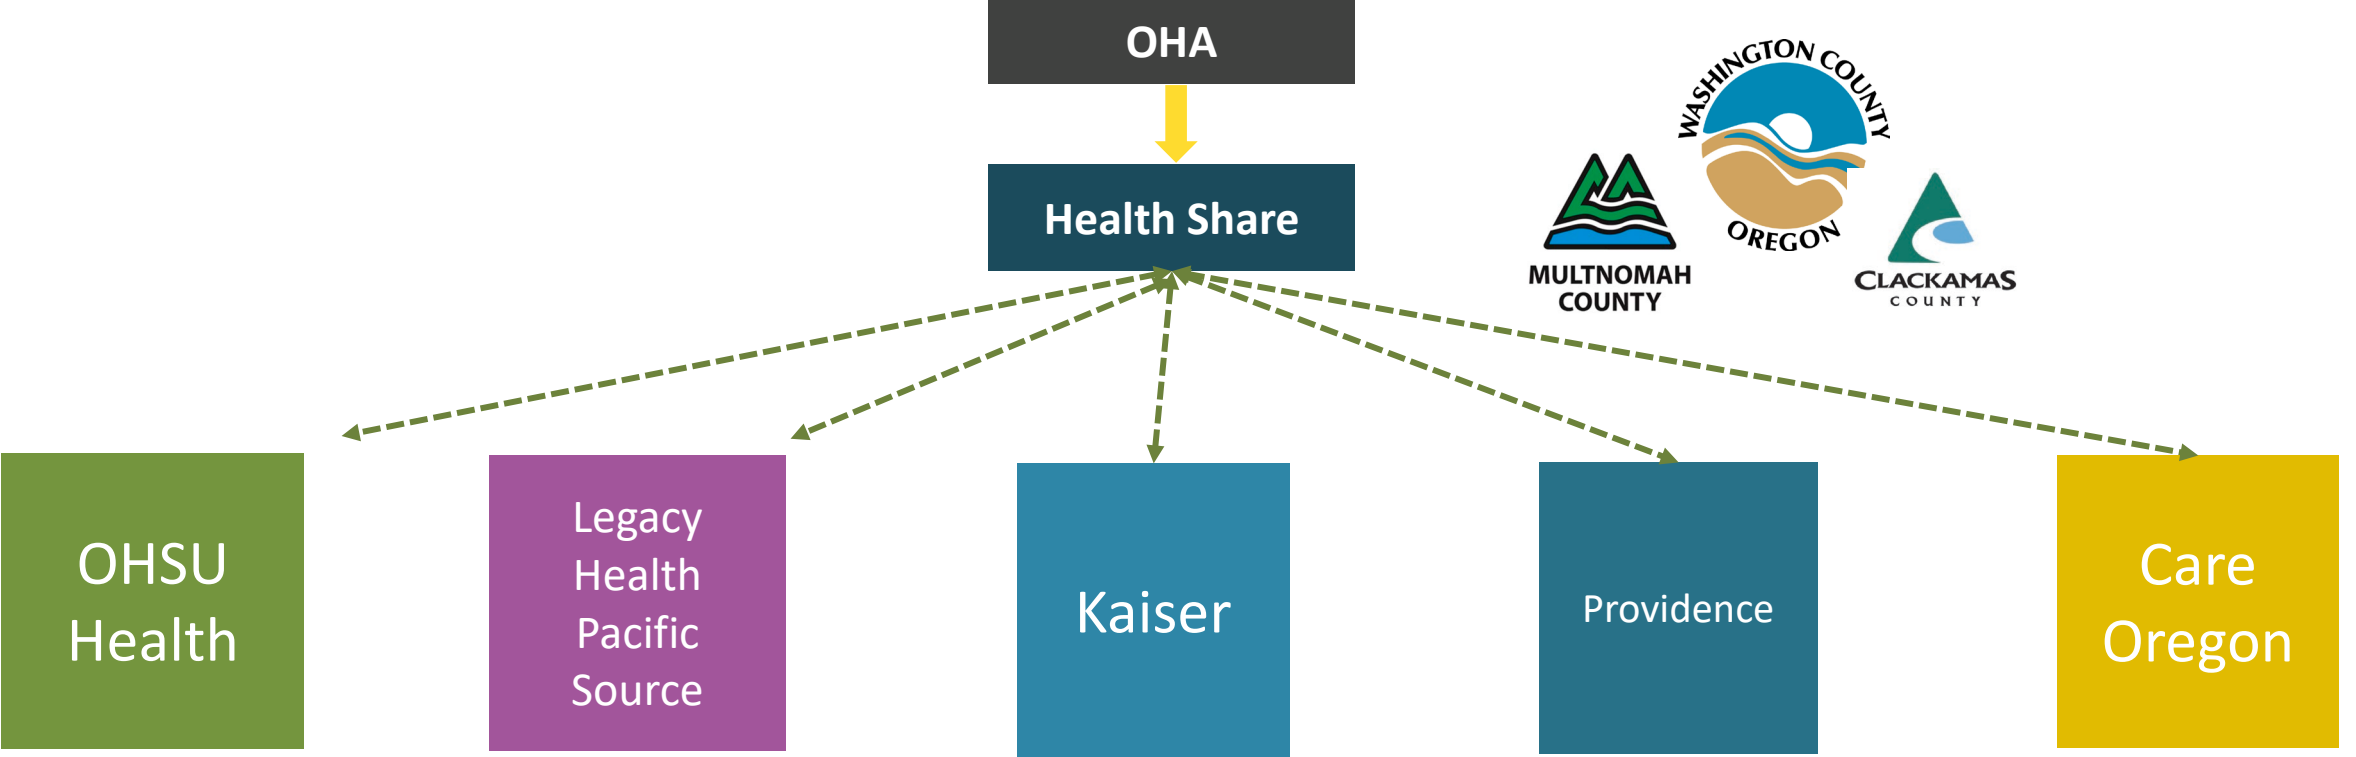 OHA
WASHINGTON COUNTY
OREGON
Health Share
MULTNOMAH
COUNTY
CLACKAMAS
COUNTY
OHSU
Health
Legacy
Health
Pacific
Source
Kaiser
Providence
Care
Oregon